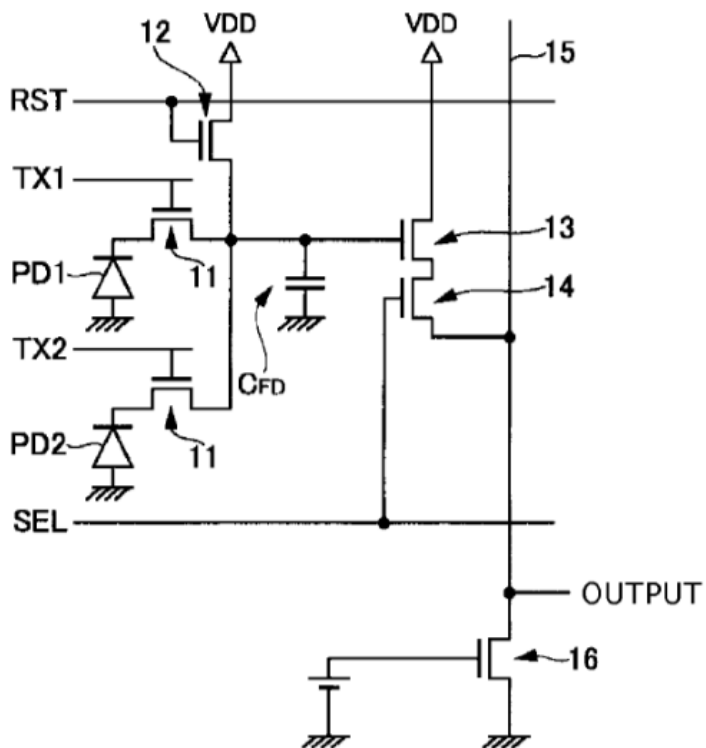 12
VDD
VDD
15
RST
TX1
13
PD1
11
14
TX2
CFD
PD2
11
SEL
OUTPUT
16